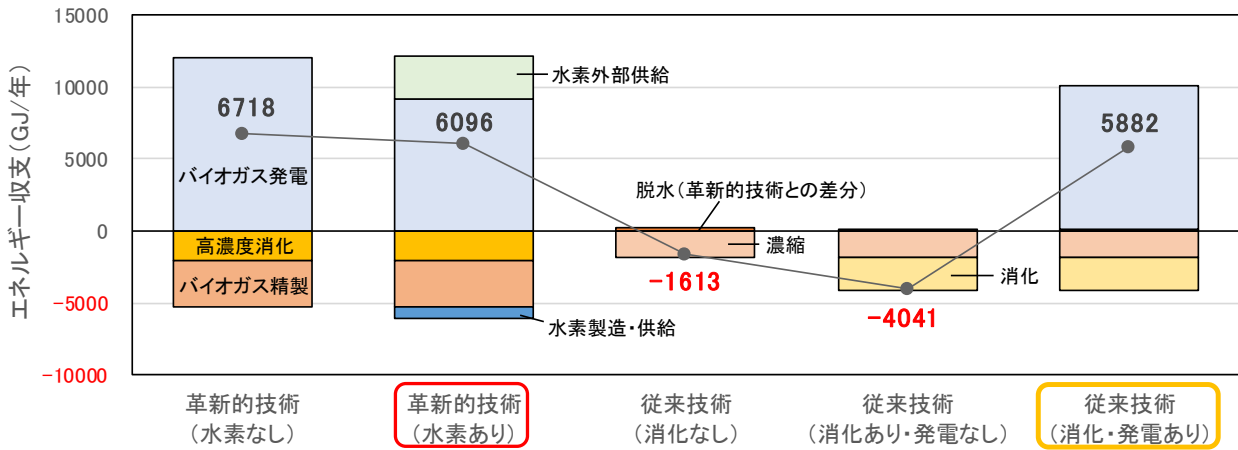 エネルギー収支(GJ/年)
15000
10000
5000
0
-5000
-10000
6718
6096
-1613
-4041
5882
バイオガス発電
高濃度消化
バイオガス精製
水素外部供給
水素製造・供給
脱水(革新的技術との差分)
濃縮
消化
革新的技術
(水素なし)
革新的技術
(水素あり)
従来技術
(消化なし)
従来技術
(消化あり・発電なし)
従来技術
(消化・発電あり)